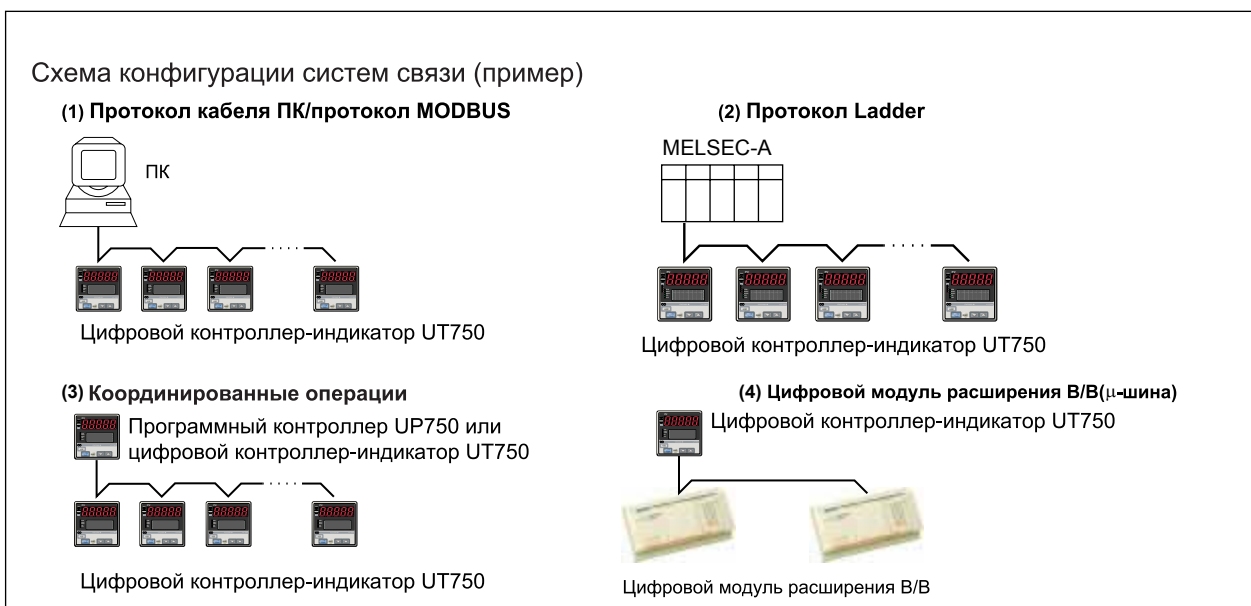 Схема конфигурации систем связи (пример)
(1) Протокол кабеля ПК/протокол MODBUS
ПК
Цифровой контроллер-индикатор UT750
(2) Протокол Ladder
MELSEC-A
Цифровой контроллер-индикатор UT750
(3) Координированные операции
Программный контроллер UP750 или
цифровой контроллер-индикатор UT750
Цифровой контроллер-индикатор UT750
(4) Цифровой модуль расширения В/В(μ-шина)
Цифровой контроллер-индикатор UT750
Цифровой модуль расширения В/В